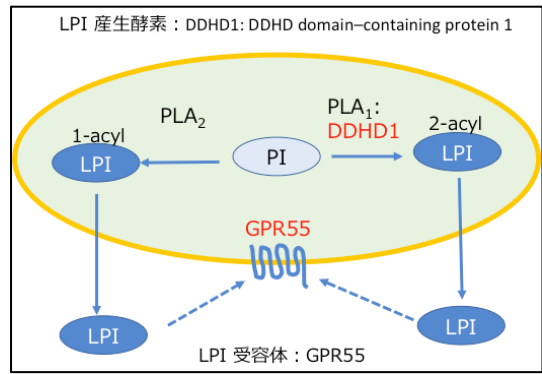 LPI 産生酵素：DDHD1: DDHD domain–containing protein 1
PLA2
PLA1:
DDHD1
1-acyl
LPI
PI
2-acyl
LPI
GPR55
LPI
LPI
LPI 受容体：GPR55